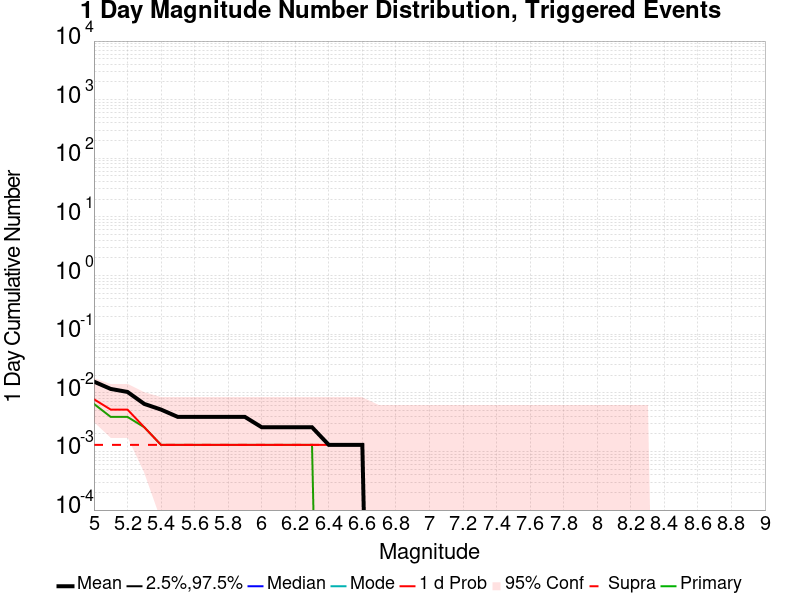 1 Day Magnitude Number Distribution, Triggered Events
10^4
10^3
10^2
10^1
10^0
10^-1
10^-2
10^-3
10^-4
1 Day Cumulative Number
5 5.2 5.4 5.6 5.8 6 6.2 6.4 6.6 6.8 7 7.2 7.4 7.6 7.8 8 8.2 8.4 8.6 8.8 9
Magnitude
Mean 2.5%,97.5% Median Mode 1 d Prob 95% Conf Supra Primary